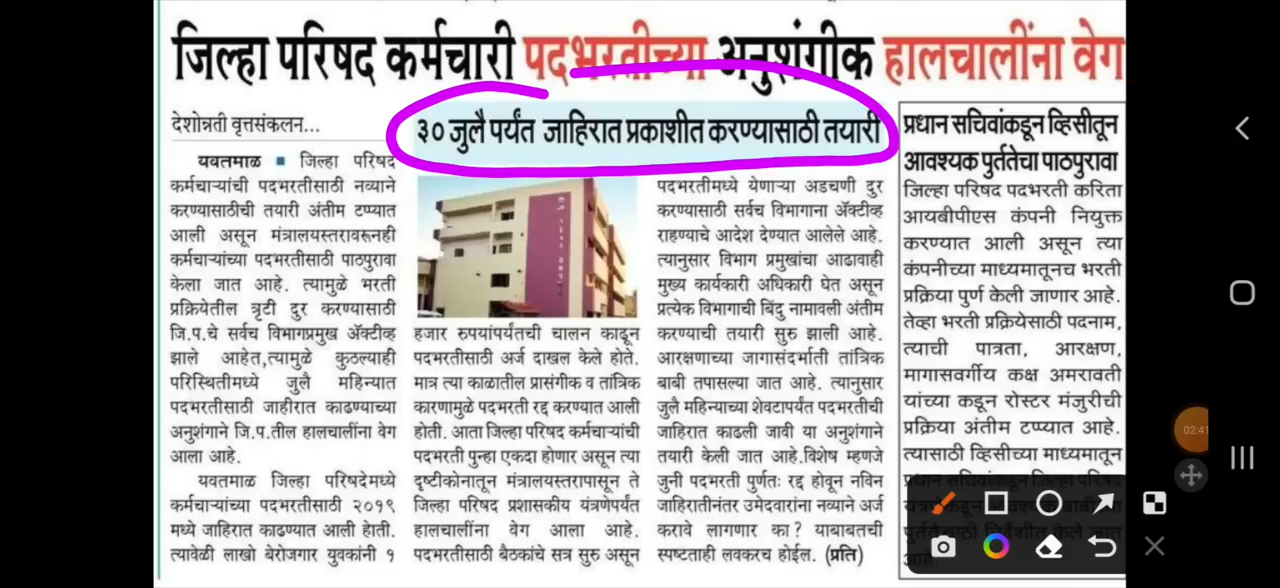 जिल्हा परिषद कर्मचारी पदभरतीच्या अनुशंगीक हालचालींना वेग
देशोन्नती वृत्तसंकलन...
यवतमाळ ■ जिल्हा परिषद
कर्मचाऱ्यांची पदभरतीसाठी नव्याने
करण्यासाठीची तयारी अंतीम टप्प्यात
आली असून मंत्रालयस्तरावरूनही
कर्मचाऱ्यांच्या पदभरतीसाठी पाठपुरावा
केला जात आहे. त्यामुळे भरती
प्रक्रियेतील त्रूटी दुर करण्यासाठी
जि.प.चे सर्वच विभागप्रमुख ॲक्टीव्ह
झाले आहेत,त्यामुळे कुठल्याही
परिस्थितीमध्ये जुलै महिन्यात
पदभरतीसाठी जाहीरात काढण्याच्या
अनुशंगाने जि.प.तील हालचालींना वेग
आला आहे.
यवतमाळ जिल्हा परिषदेमध्ये
कर्मचाऱ्यांच्या पदभरतीसाठी २०१९
मध्ये जाहिरात काढण्यात आली होती.
त्यावेळी लाखो बेरोजगार युवकांनी १
३० जुलै पर्यंत जाहिरात प्रकाशीत करण्यासाठी तयारी
हजार रुपयांपर्यंतची चालन काढून
पदभरतीसाठी अर्ज दाखल केले होते.
मात्र त्या काळातील प्रासंगीक व तांत्रिक
कारणामुळे पदभरती रद्द करण्यात आली
होती. आता जिल्हा परिषद कर्मचाऱ्यांची
पदभरती पुन्हा एकदा होणार असून त्या
दृष्टीकोनातून मंत्रालयस्तरापासून ते
जिल्हा परिषद प्रशासकीय यंत्रणेपर्यंत
हालचालींना वेग आला आहे.
पदभरतीसाठी बैठकांचे सत्र सुरु असून
पदभरतीमध्ये येणाऱ्या अडचणी दुर
करण्यासाठी सर्वच विभागाना ॲक्टीव्ह
राहण्याचे आदेश देण्यात आलेले आहे.
त्यानुसार विभाग प्रमुखांचा आढावाही
मुख्य कार्यकारी अधिकारी घेत असून
प्रत्येक विभागाची बिंदु नामावली अंतीम
करण्याची तयारी सुरु झाली आहे.
आरक्षणाच्या जागासंदर्भाती तांत्रिक
बाबी तपासल्या जात आहे. त्यानुसार
जुलै महिन्याच्या शेवटापर्यंत पदभरतीची
जाहिरात काढली जावी या अनुशंगाने
तयारी केली जात आहे.विशेष म्हणजे
जुनी पदभरती पुर्णतः रद्द होवून नविन
जाहिरातीनंतर उमेदवारांना नव्याने अर्ज
करावे लागणार का? याबाबतची
स्पष्टताही लवकरच होईल. (प्रति)
प्रधान सचिवांकडून व्हिसीतून
आवश्यक पुर्ततेचा पाठपुरावा
जिल्हा परिषद पदभरती करिता
आयबीपीएस कंपनी नियुक्त
करण्यात आली असून त्या
कंपनीच्या माध्यमातूनच भरती
प्रक्रिया पुर्ण केली जाणार आहे.
तेव्हा भरती प्रक्रियेसाठी पदनाम,
त्याची पात्रता, आरक्षण,
मागासवर्गीय कक्ष अमरावती
यांच्या कडून रोस्टर मंजुरीची
प्रक्रिया अंतीम टप्प्यात आहे.
त्यासाठी व्हिसीच्या माध्यमातून
प्रधान सचिवांकडून जिल्हा परिषद
02:41